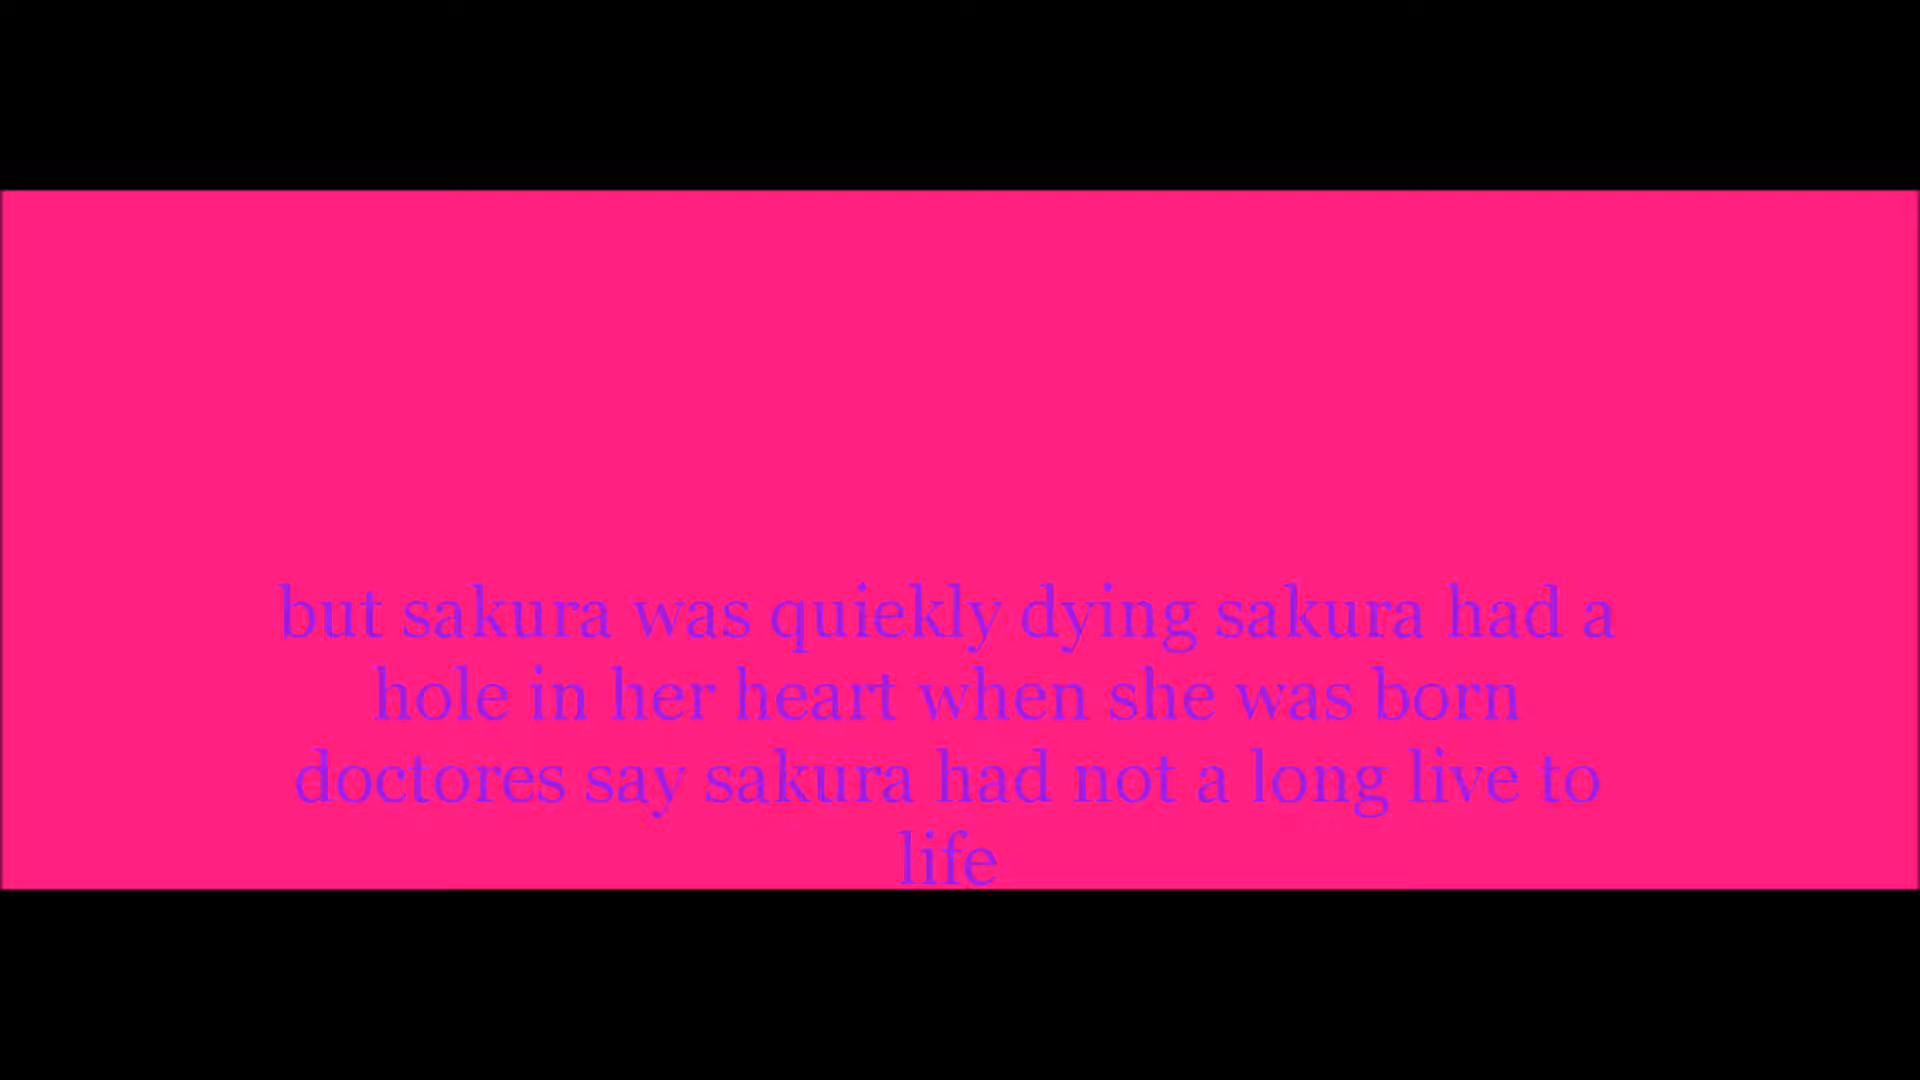 but sakura was quiekly dying sakura had a
hole in her heart when she was born
doctores say sakura had not a long live to
life